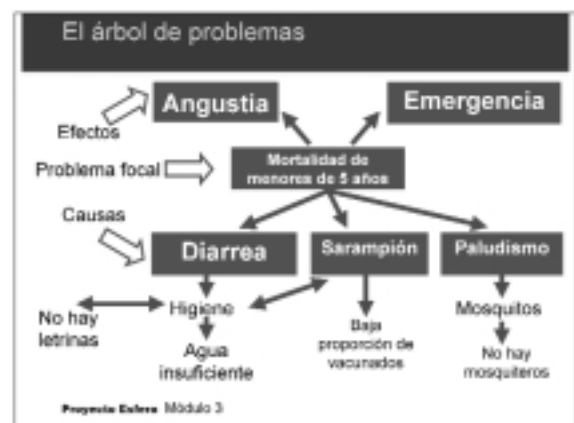 El árbol de problemas
Angustia
Emergencia
Efectos
Mortalidad de
menores de 5 años
Problema focal
Causas
Diarrea
Sarampión
Paludismo
No hay
letrinas
Higiene
Mosquitos
Agua
insuficiente
Baja
proporción de
vacunados
No hay
mosquiteros
Proyecto Esfera Módulo 3